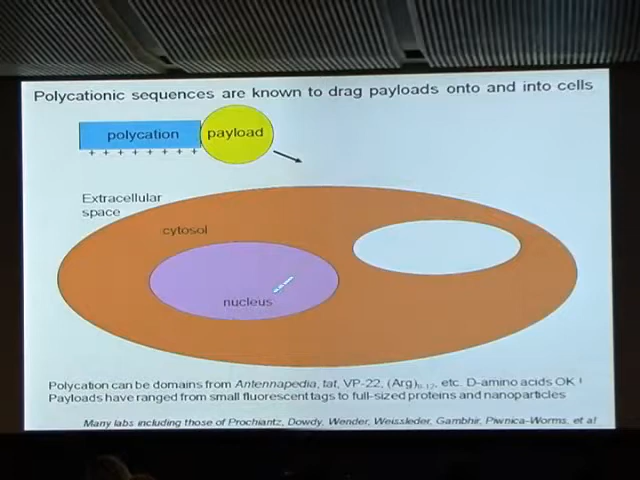 Polycationic sequences are known to drag payloads onto and into cells
polycation
payload
+ + + + + + + +
Extracellular
space
cytosol
nucleus
Polycation can be domains from Antennapedia, tat, VP-22, (Arg)6-12, etc. D-amino acids OK !
Payloads have ranged from small fluorescent tags to full-sized proteins and nanoparticles
Many labs including those of Prochiantz, Dowdy, Wender, Weissleder, Gambhir, Piwnica-Worms, et al